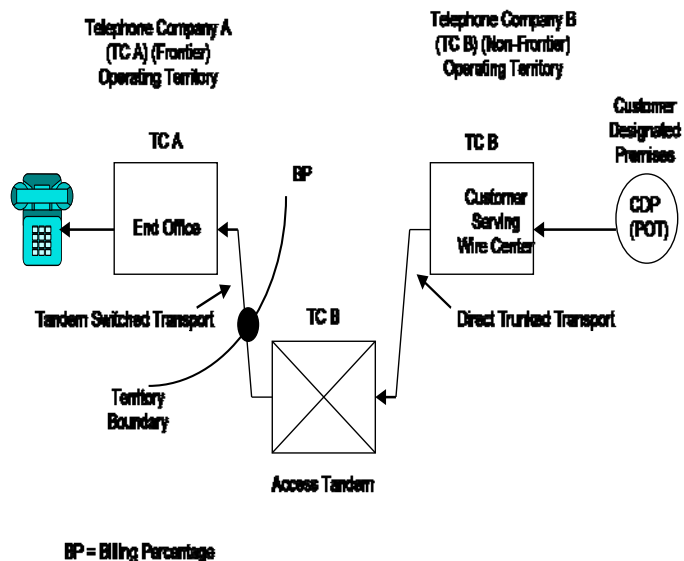 Telephone Company A
(TC A) (Frontier)
Operating Territory
Telephone Company B
(TC B) (Non-Frontier)
Operating Territory
Customer
Designated
Premises
TC A
BP
TC B
End Office
Customer
Serving
Wire Center
CDP
(POT)
Tandem Switched Transport
TC B
Direct Trunked Transport
Territory
Boundary
Access Tandem
BP = Billing Percentage